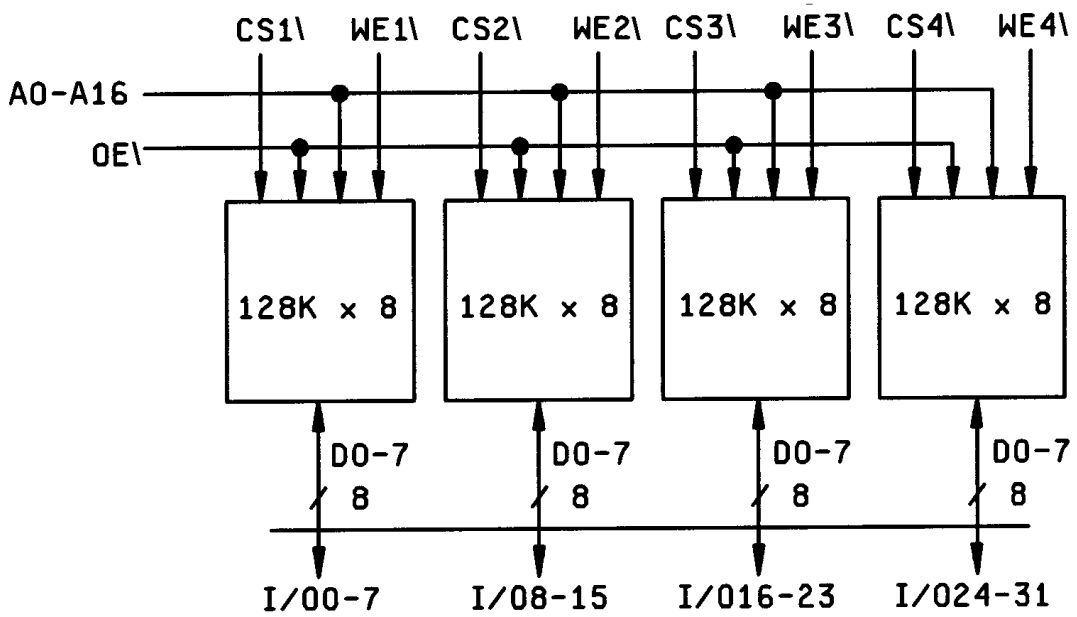 CS1\ WE1\ CS2\ WE2\ CS3\ WE3\ CS4\ WE4\
A0-A16
OE\
128K x 8 128K x 8 128K x 8 128K x 8
D0-7 D0-7 D0-7 D0-7
8 8 8 8
I/O0-7 I/O8-15 I/O16-23 I/O24-31